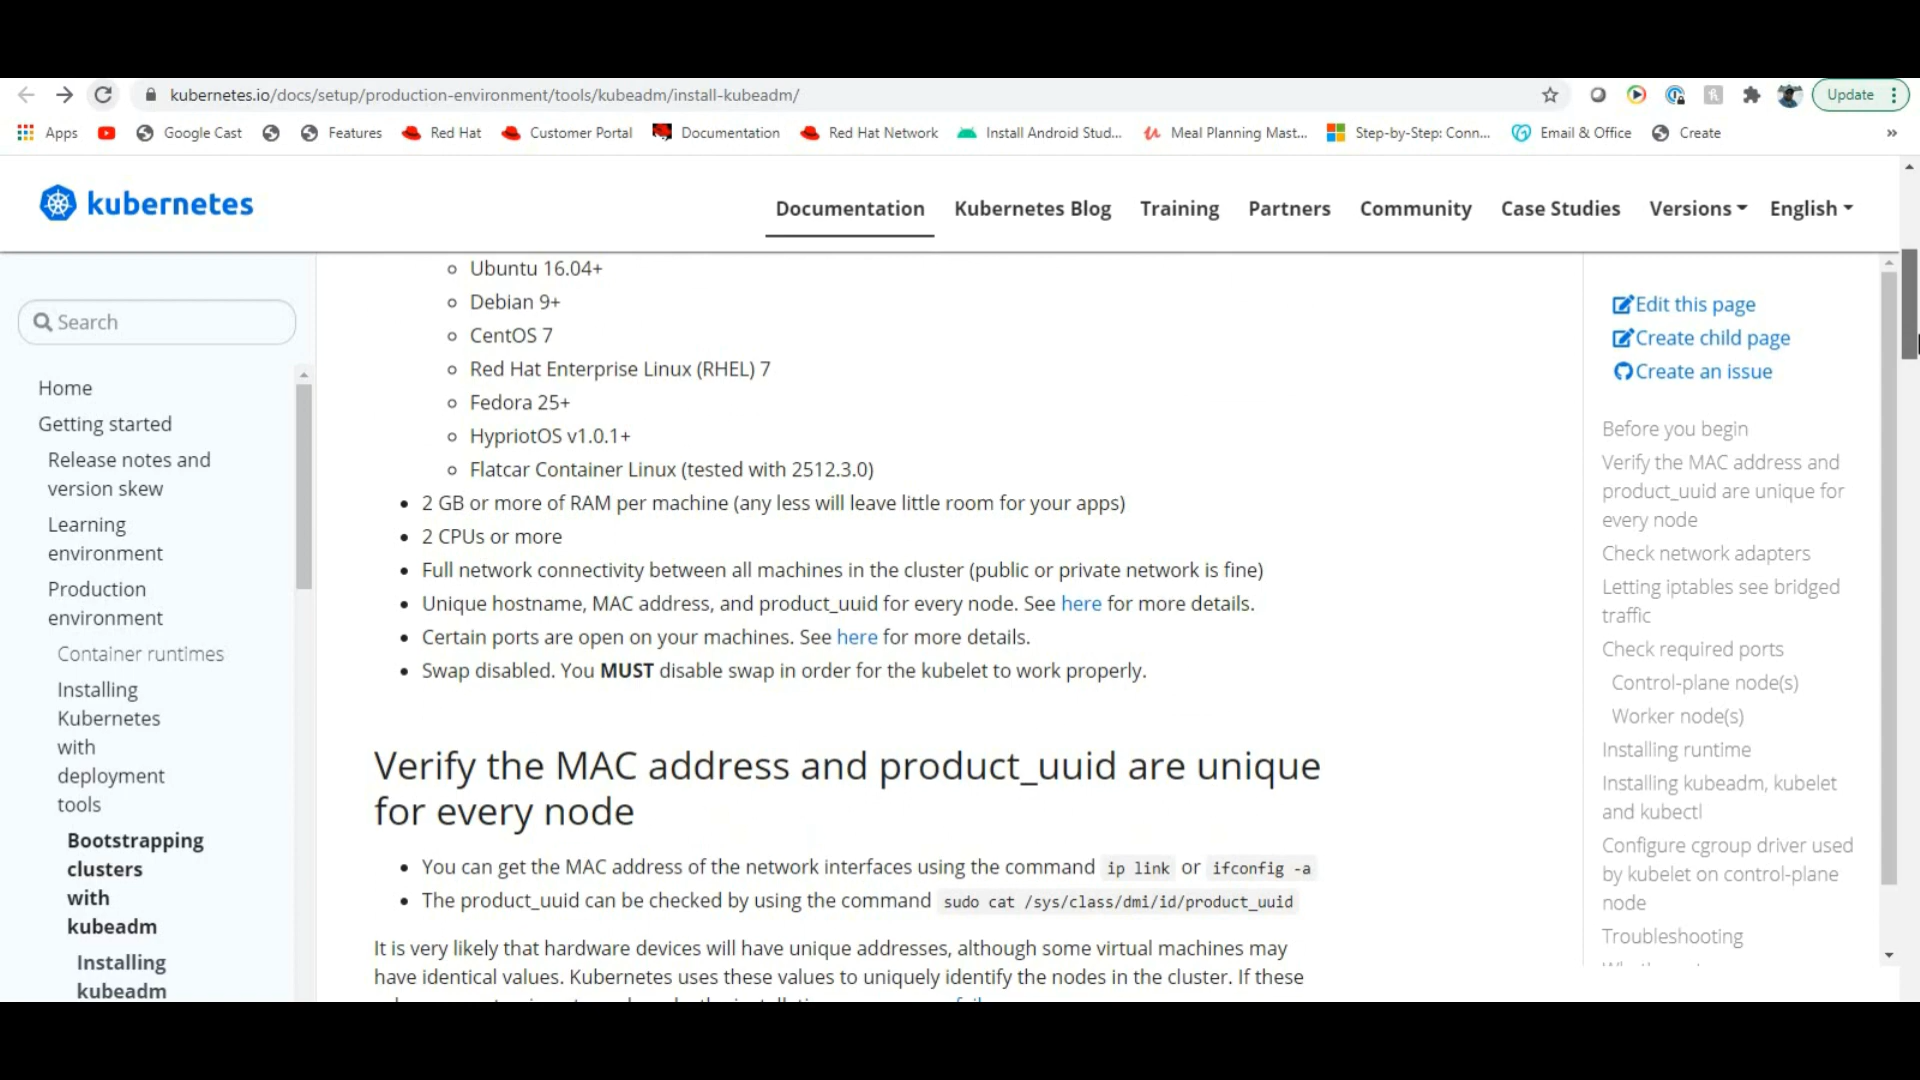 kubernetes.io/docs/setup/production-environment/tools/kubeadm/install-kubeadm/
Update
Apps
Google Cast
Features
Red Hat
Customer Portal
Documentation
Red Hat Network
Install Android Stud...
Meal Planning Mast...
Step-by-Step: Conn...
Email & Office
Create
»
kubernetes
Documentation
Kubernetes Blog
Training
Partners
Community
Case Studies
Versions
English
Search
Home
Getting started
Release notes and
version skew
Learning
environment
Production
environment
Container runtimes
Installing
Kubernetes
with
deployment
tools
Bootstrapping
clusters
with
kubeadm
Installing
kubeadm
Ubuntu 16.04+
Debian 9+
CentOS 7
Red Hat Enterprise Linux (RHEL) 7
Fedora 25+
HypriotOS v1.0.1+
Flatcar Container Linux (tested with 2512.3.0)
2 GB or more of RAM per machine (any less will leave little room for your apps)
2 CPUs or more
Full network connectivity between all machines in the cluster (public or private network is fine)
Unique hostname, MAC address, and product_uuid for every node. See here for more details.
Certain ports are open on your machines. See here for more details.
Swap disabled. You MUST disable swap in order for the kubelet to work properly.
Verify the MAC address and product_uuid are unique
for every node
You can get the MAC address of the network interfaces using the command ip link or ifconfig -a
The product_uuid can be checked by using the command sudo cat /sys/class/dmi/id/product_uuid
It is very likely that hardware devices will have unique addresses, although some virtual machines may
have identical values. Kubernetes uses these values to uniquely identify the nodes in the cluster. If these
Edit this page
Create child page
Create an issue
Before you begin
Verify the MAC address and
product_uuid are unique for
every node
Check network adapters
Letting iptables see bridged
traffic
Check required ports
Control-plane node(s)
Worker node(s)
Installing runtime
Installing kubeadm, kubelet
and kubectl
Configure cgroup driver used
by kubelet on control-plane
node
Troubleshooting